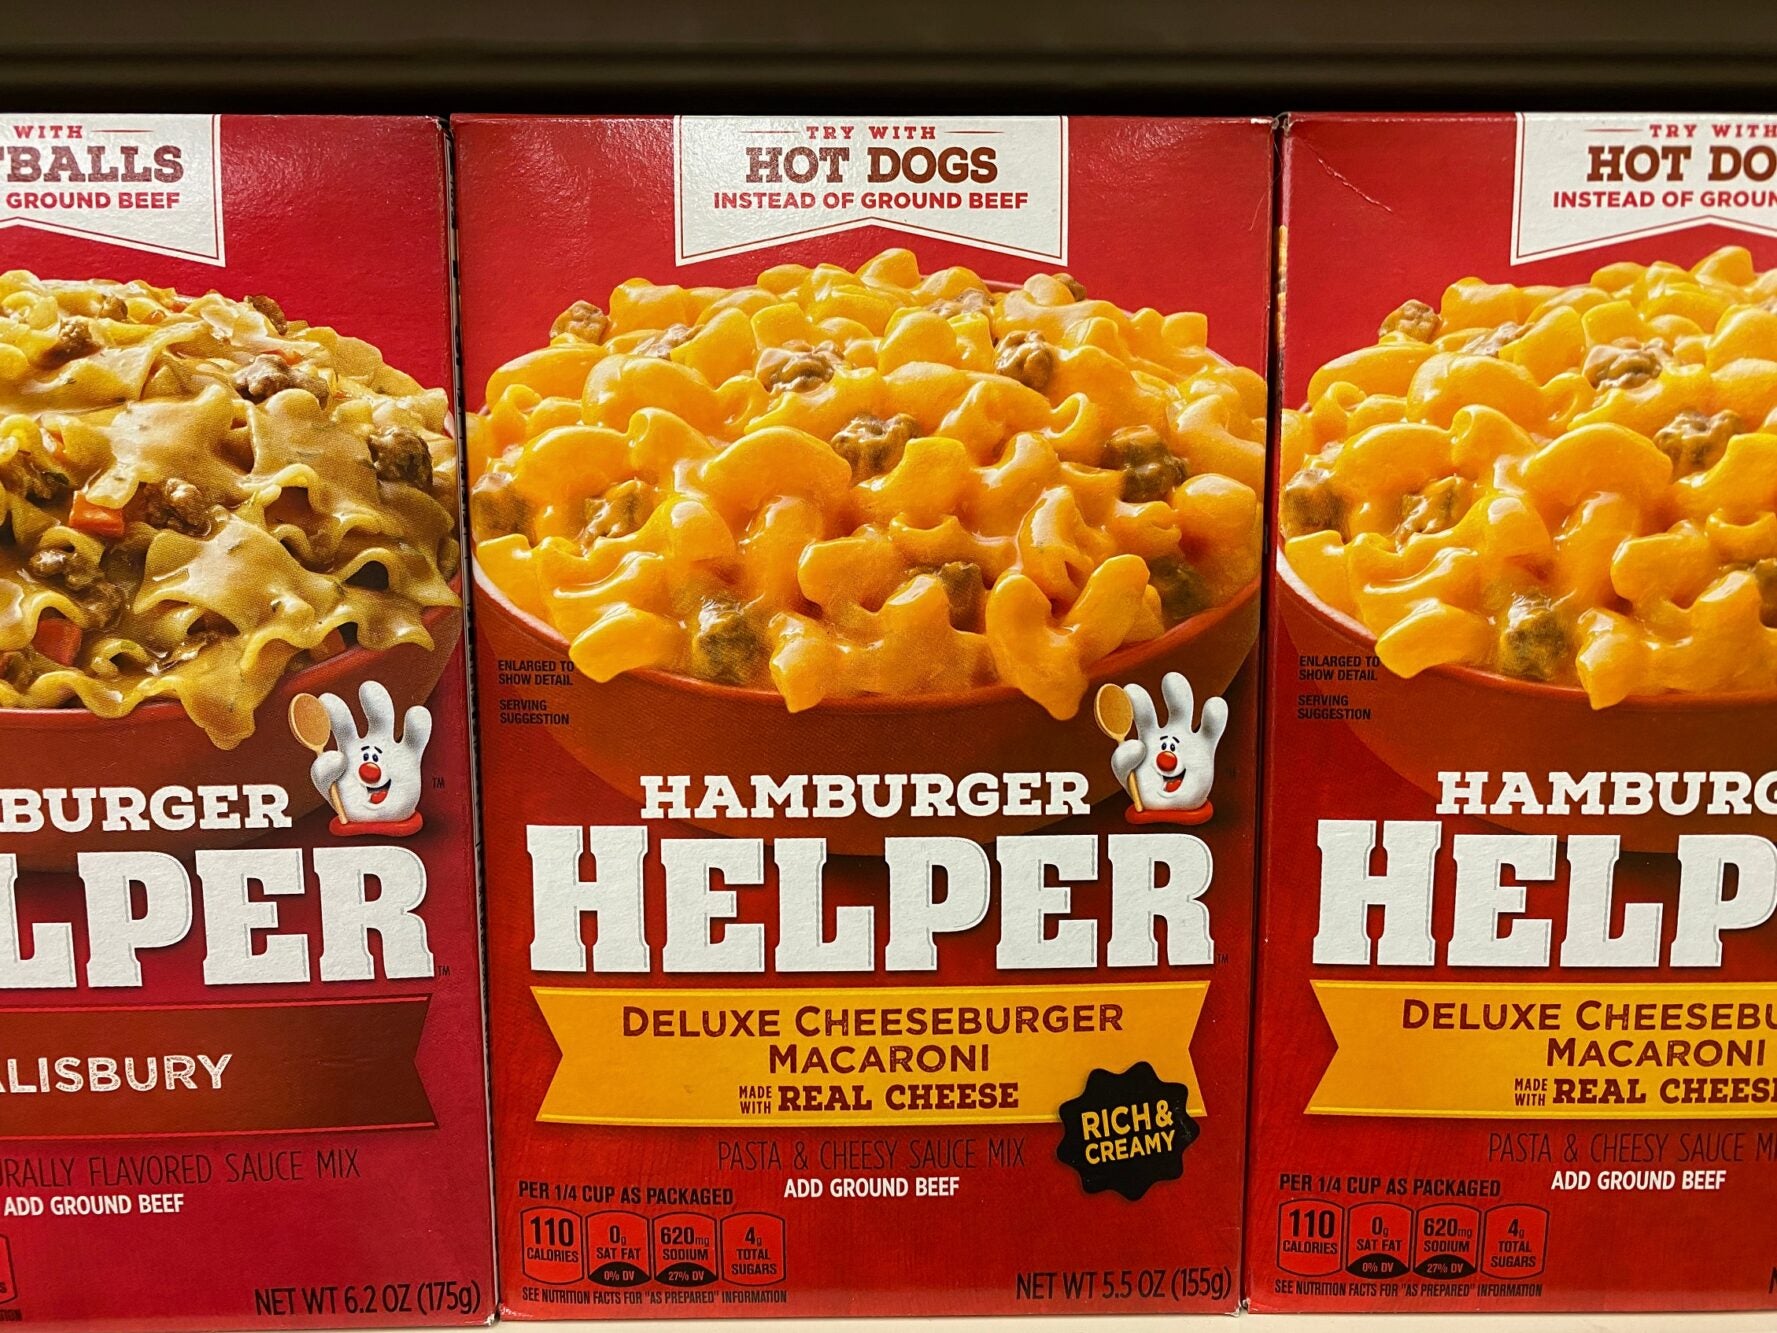 WITH
TBALLS
GROUND BEEF
BURGER
LPER
LISBURY
RALLY FLAVORED SAUCE MIX
ADD GROUND BEEF
NET WT 6.2 OZ (175g)
TRY WITH
HOT DOGS
INSTEAD OF GROUND BEEF
ENLARGED TO
SHOW DETAIL
SERVING
SUGGESTION
HAMBURGER
HELPER
DELUXE CHEESEBURGER
MACARONI
MADE WITH REAL CHEESE
RICH &
CREAMY
PASTA & CHEESY SAUCE MIX
ADD GROUND BEEF
PER 1/4 CUP AS PACKAGED
110 CALORIES
0g SAT FAT 0% DV
620mg SODIUM 27% DV
4g TOTAL SUGARS
SEE NUTRITION FACTS FOR "AS PREPARED" INFORMATION
NET WT 5.5 OZ (155g)
TRY WITH
HOT DO
INSTEAD OF GROUN
ENLARGED TO
SHOW DETAIL
SERVING
SUGGESTION
HAMBURG
HELP
DELUXE CHEESEBU
MACARONI
MADE WITH REAL CHEES
PASTA & CHEESY SAUCE M
ADD GROUND BEEF
PER 1/4 CUP AS PACKAGED
110 CALORIES
0g SAT FAT 0% DV
620mg SODIUM 27% DV
4g TOTAL SUGARS
SEE NUTRITION FACTS FOR "AS PREPARED" INFORMATION